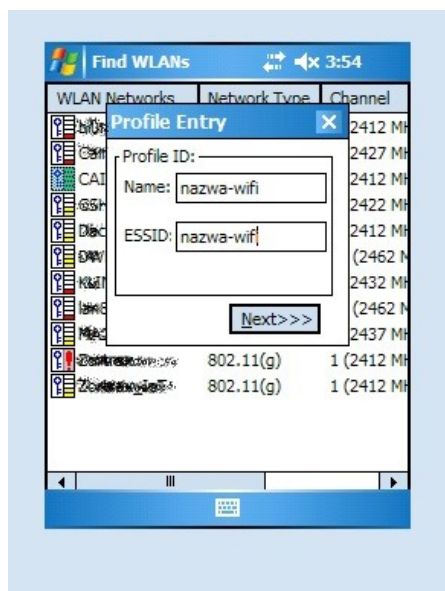 Find WLANs 3:54
WLAN Networks Network Type Channel
Profile Entry
Profile ID:
Name: nazwa-wifi
ESSID: nazwa-wifi
Next>>>
(2412 MH
(2427 MH
CAI (2412 MH
(2422 MH
(2412 MH
(2462 M
(2432 MH
(2462 M
(2437 MH
802.11(g) 1 (2412 MH
802.11(g) 1 (2412 MH